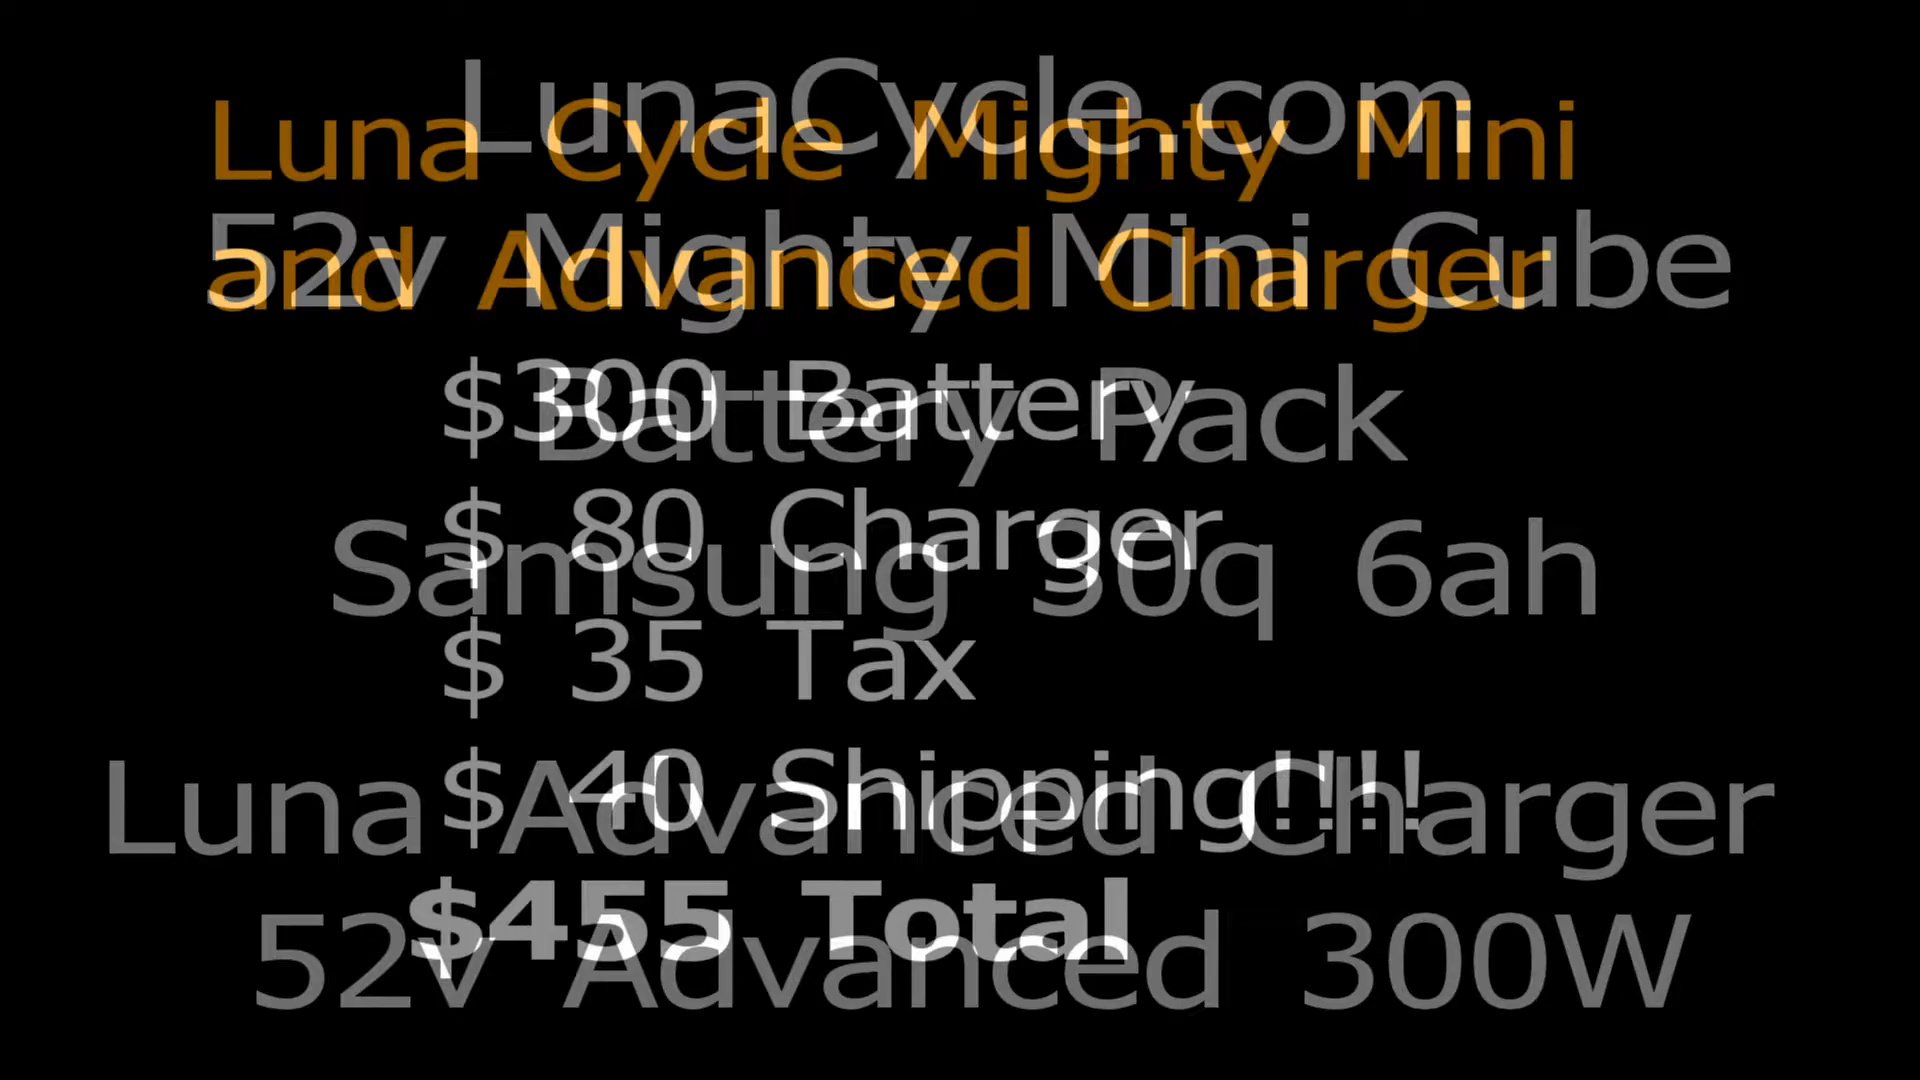 LunaCycle.com
52v Mighty Mini Cube
Battery Pack
Samsung 30q 6ah
Luna Advanced Charger
52v Advanced 300W
Luna Cycle Mighty Mini
and Advanced Charger
$300 Battery
$ 80 Charger
$ 35 Tax
$ 40 Shipping!!!!
$455 Total